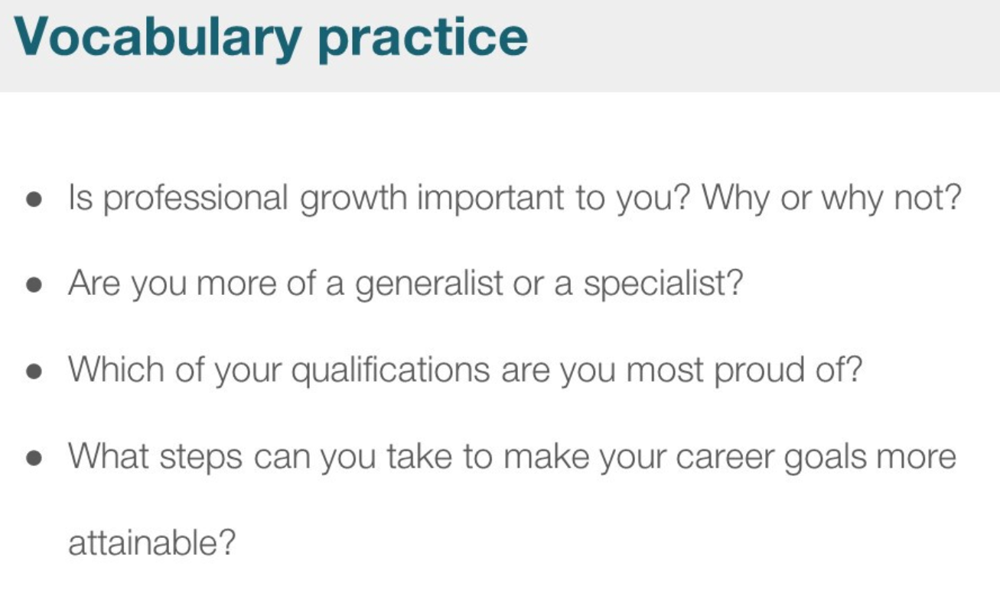 Vocabulary practice
● Is professional growth important to you? Why or why not?
● Are you more of a generalist or a specialist?
● Which of your qualifications are you most proud of?
● What steps can you take to make your career goals more
attainable?